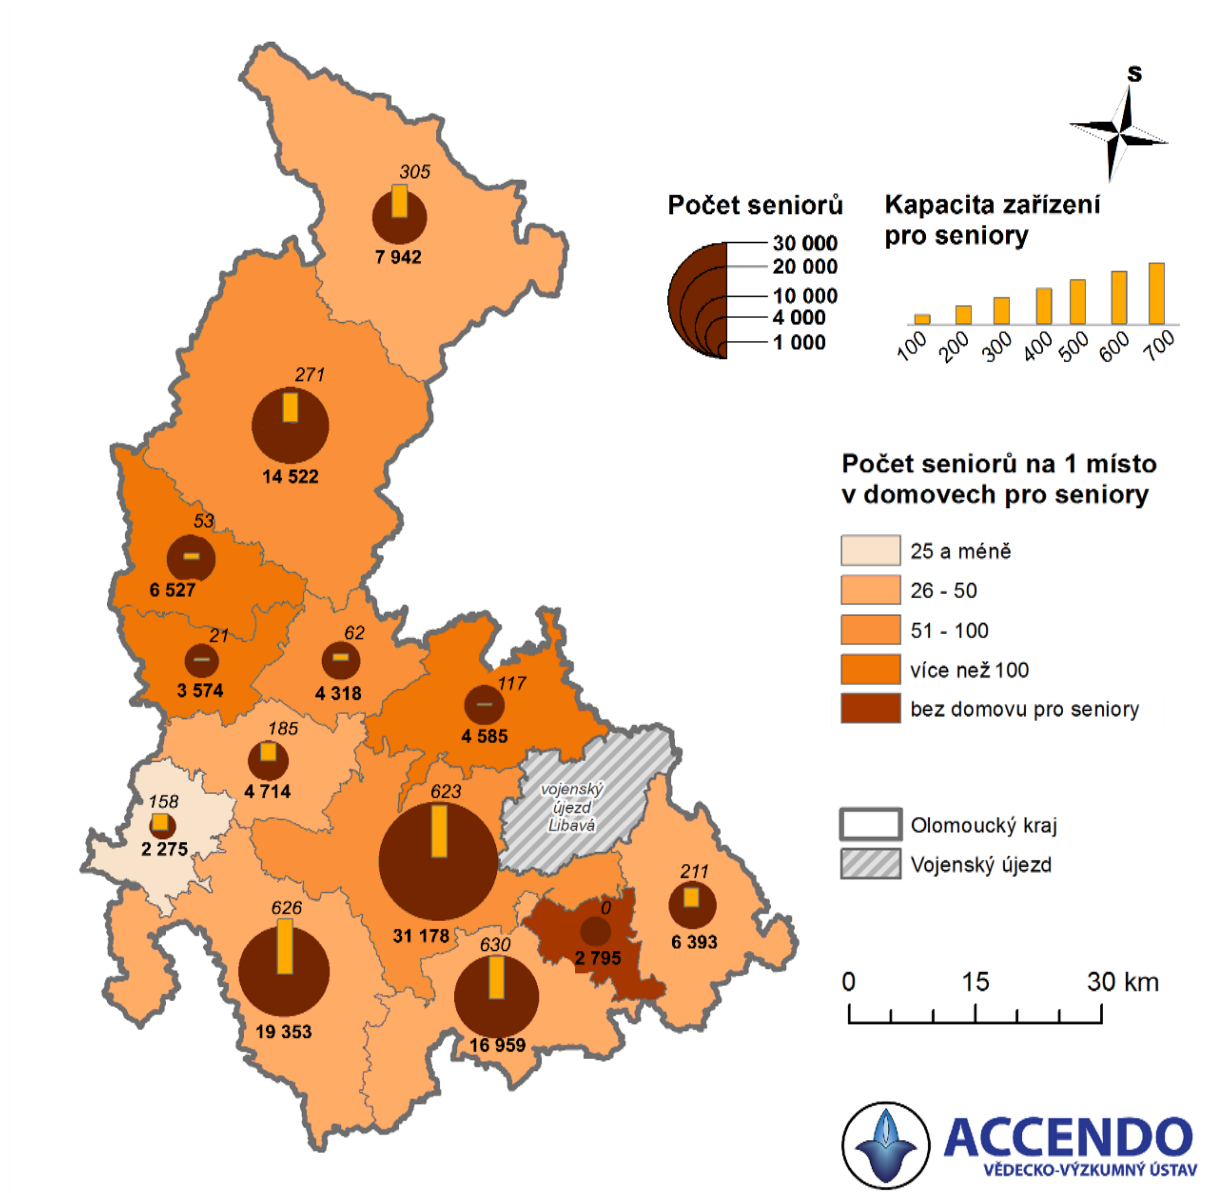 S
Počet seniorů
30 000
20 000
10 000
4 000
1 000
Kapacita zařízení
pro seniory
100
200
300
400
500
600
700
305
7 942
271
14 522
53
6 527
21
3 574
62
4 318
117
4 585
185
4 714
158
2 275
623
31 178
vojenský
újezd
Libavá
626
19 353
630
16 959
0
2 795
211
6 393
Počet seniorů na 1 místo
v domovech pro seniory
25 a méně
26 - 50
51 - 100
více než 100
bez domovu pro seniory
Olomoucký kraj
Vojenský újezd
0 15 30 km
ACCENDO
VĚDECKO-VÝZKUMNÝ ÚSTAV